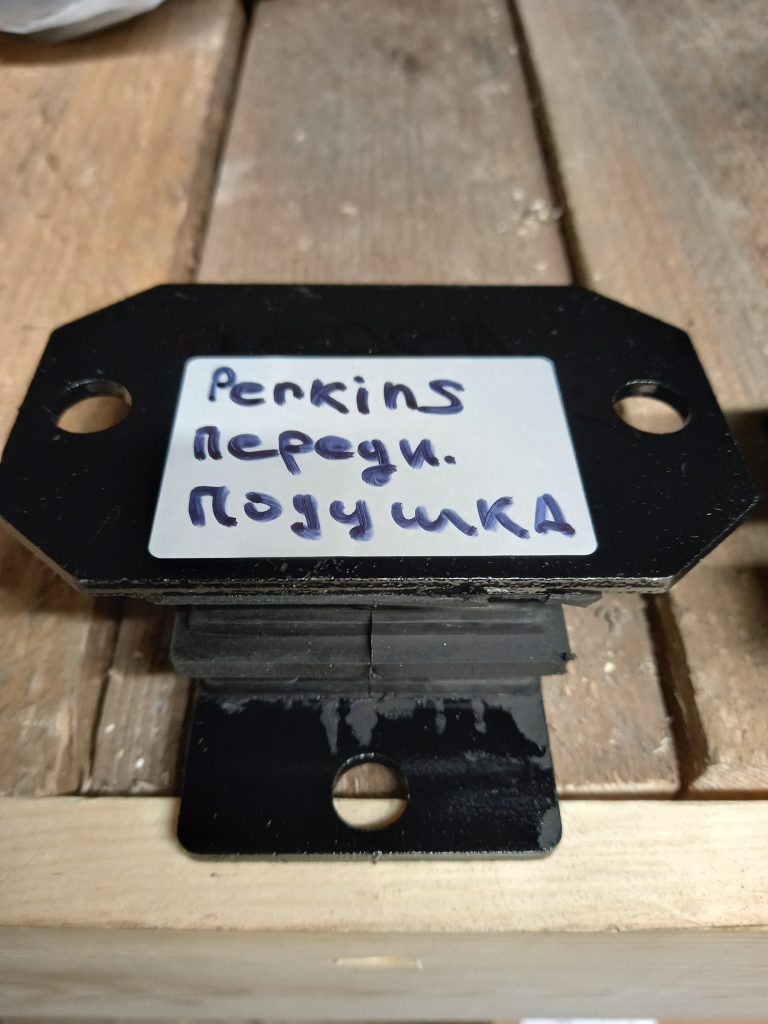 Perkins
передн.
подушка